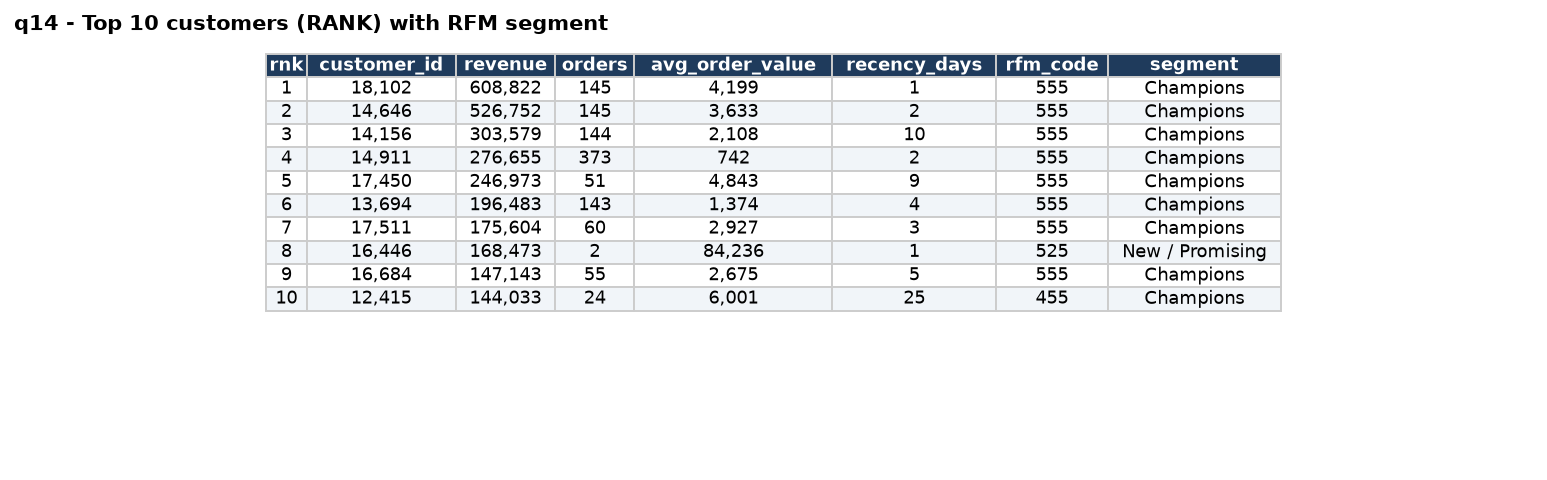 q14 - Top 10 customers (RANK) with RFM segment
rnk customer_id revenue orders avg_order_value recency_days rfm_code segment
1 18,102 608,822 145 4,199 1 555 Champions
2 14,646 526,752 145 3,633 2 555 Champions
3 14,156 303,579 144 2,108 10 555 Champions
4 14,911 276,655 373 742 2 555 Champions
5 17,450 246,973 51 4,843 9 555 Champions
6 13,694 196,483 143 1,374 4 555 Champions
7 17,511 175,604 60 2,927 3 555 Champions
8 16,446 168,473 2 84,236 1 525 New / Promising
9 16,684 147,143 55 2,675 5 555 Champions
10 12,415 144,033 24 6,001 25 455 Champions